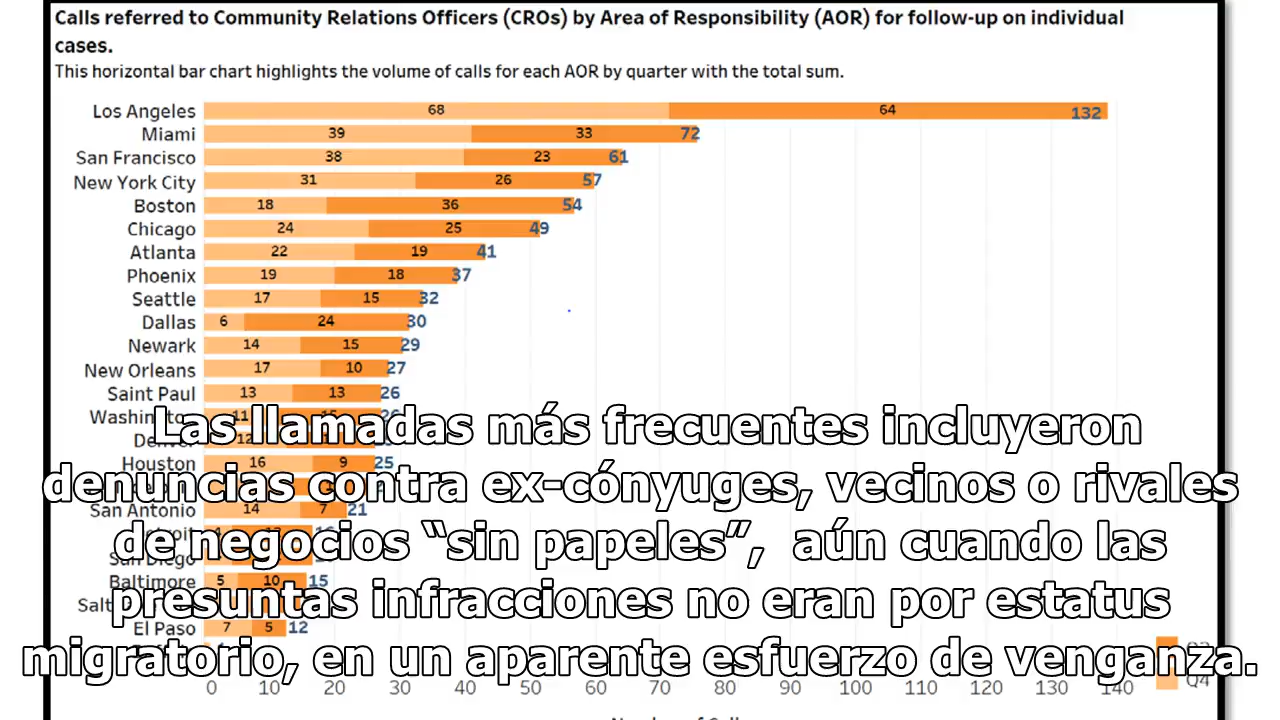 Calls referred to Community Relations Officers (CROs) by Area of Responsibility (AOR) for follow-up on individual
cases.
This horizontal bar chart highlights the volume of calls for each AOR by quarter with the total sum.
Los Angeles 68 64 132
Miami 39 33 72
San Francisco 38 23 61
New York City 31 26 57
Boston 18 36 54
Chicago 24 25 49
Atlanta 22 19 41
Phoenix 19 18 37
Seattle 17 15 32
Dallas 6 24 30
Newark 14 15 29
New Orleans 17 10 27
Saint Paul 13 13 26
Washington 11 15 26
Las llamadas más frecuentes incluyeron
Houston 16 9 25
denuncias contra ex-cónyuges, vecinos o rivales
San Antonio 14 7 21
de negocios “sin papeles”, aún cuando las
San Diego
Baltimore 5 10 15
presuntas infracciones no eran por estatus
El Paso 7 5 12
migratorio, en un aparente esfuerzo de venganza.
Q4
0 10 20 30 40 50 60 70 80 90 100 110 120 130 140